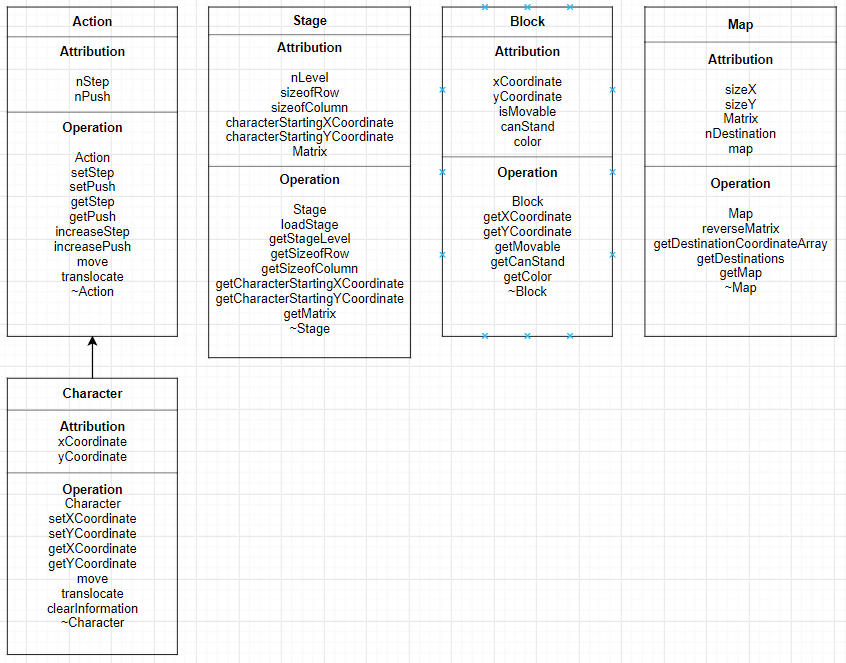 Action
Attribution
nStep
nPush
Operation
Action
setStep
setPush
getStep
getPush
increaseStep
increasePush
move
translocate
~Action
Stage
Attribution
nLevel
sizeofRow
sizeofColumn
characterStartingXCoordinate
characterStartingYCoordinate
Matrix
Operation
Stage
loadStage
getStageLevel
getSizeofRow
getSizeofColumn
getCharacterStartingXCoordinate
getCharacterStartingYCoordinate
getMatrix
~Stage
Block
Attribution
xCoordinate
yCoordinate
isMovable
canStand
color
Operation
Block
getXCoordinate
getYCoordinate
getMovable
getCanStand
getColor
~Block
Map
Attribution
sizeX
sizeY
Matrix
nDestination
map
Operation
Map
reverseMatrix
getDestinationCoordinateArray
getDestinations
getMap
~Map
Character
Attribution
xCoordinate
yCoordinate
Operation
Character
setXCoordinate
setYCoordinate
getXCoordinate
getYCoordinate
move
translocate
clearInformation
~Character